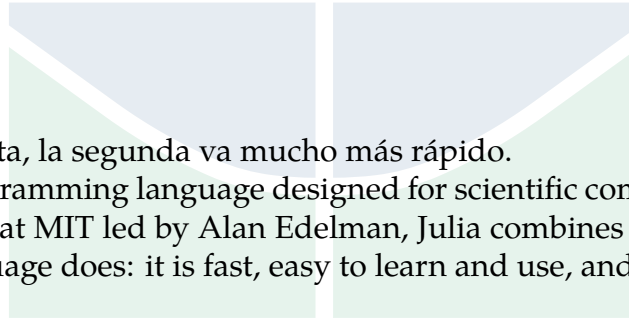 ta, la segunda va mucho más rápido.
ramming language designed for scientific con
at MIT led by Alan Edelman, Julia combines
age does: it is fast, easy to learn and use, and